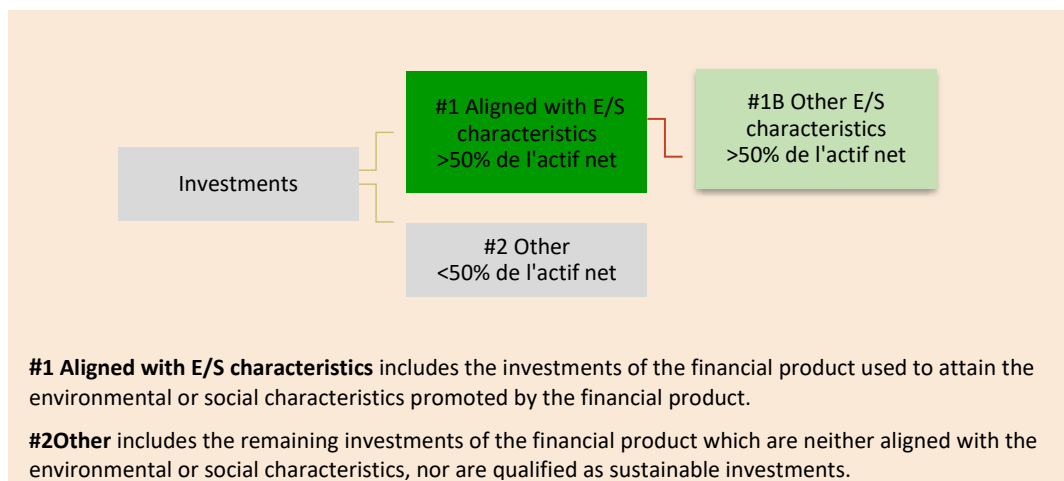 #1 Aligned with E/S
characteristics
>50% de l'actif net
#1B Other E/S
characteristics
>50% de l'actif net
Investments
#2 Other
<50% de l'actif net
#1 Aligned with E/S characteristics includes the investments of the financial product used to attain the
environmental or social characteristics promoted by the financial product.
#2Other includes the remaining investments of the financial product which are neither aligned with the
environmental or social characteristics, nor are qualified as sustainable investments.